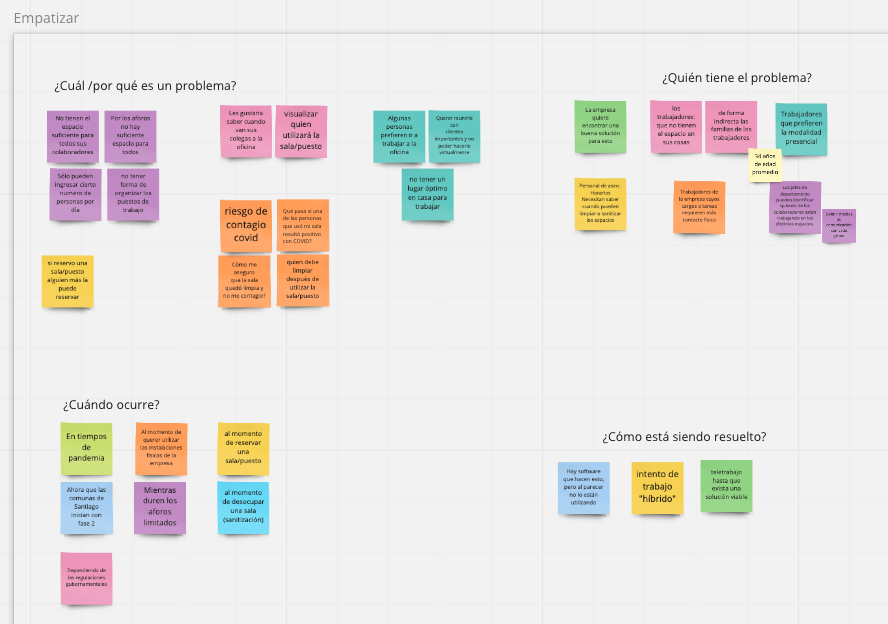 Empatizar
¿Cuál /por qué es un problema?
No tienen el
espacio
suficiente para
todos sus
colaboradores
Por los aforos
no hay
suficiente
espacio para
todos
Sólo pueden
ingresar cierto
numero de
personas por
día
no tener
forma de
organizar los
puestos de
trabajo
si reservo una
sala/puesto
alguien más la
puede
reservar
Les gustaría
saber cuando
van sus
colegas a la
oficina
visualizar
quien
utilizará la
sala/puesto
riesgo de
contagio
covid
Qué pasa si una
de las personas
que usó mi sala
resultó positivo
con COVID?
Cómo me
aseguro
que la sala
quedó limpia y
no me contagio?
quien debe
limpiar
después de
utilizar la
sala/puesto
Algunas
personas
prefieren ir a
trabajar a la
oficina
Querer reunirse
con
clientes
importantes y no
poder hacerlo
virtualmente
no tener un
lugar óptimo
en casa para
trabajar
¿Quién tiene el problema?
La empresa
quiere
encontrar una
buena solución
para esto
los
trabajadores:
que no tienen
el espacio en
sus casas
de forma
indirecta las
familias de los
trabajadores
Trabajadores
que prefieren
la modalidad
presencial
34 años
de edad
promedio
Personal de aseo:
Horarios
Necesitan saber
cuando pueden
limpiar o sanitizar
los espacios
Trabajadores de
la empresa cuyos
cargos o tareas
requieren más
contacto físico
Los jefes de
departamento
pueden identificar
quienes de los
colaboradores están
trabajando en los
distintos espacios
¿Cuándo ocurre?
En tiempos
de
pandemia
Al momento de
querer utilizar
las instalaciones
físicas de la
empresa
al momento
de reservar
una
sala/puesto
Ahora que las
comunas de
Santiago
inician con
fase 2
Mientras
duren los
aforos
limitados
al momento
de desocupar
una sala
(sanitización)
Dependiendo de
las regulaciones
gubernamentales
¿Cómo está siendo resuelto?
Hay software
que hacen esto,
pero al parecer
no lo están
utilizando
intento de
trabajo
"híbrido"
teletrabajo
hasta que
exista una
solución viable